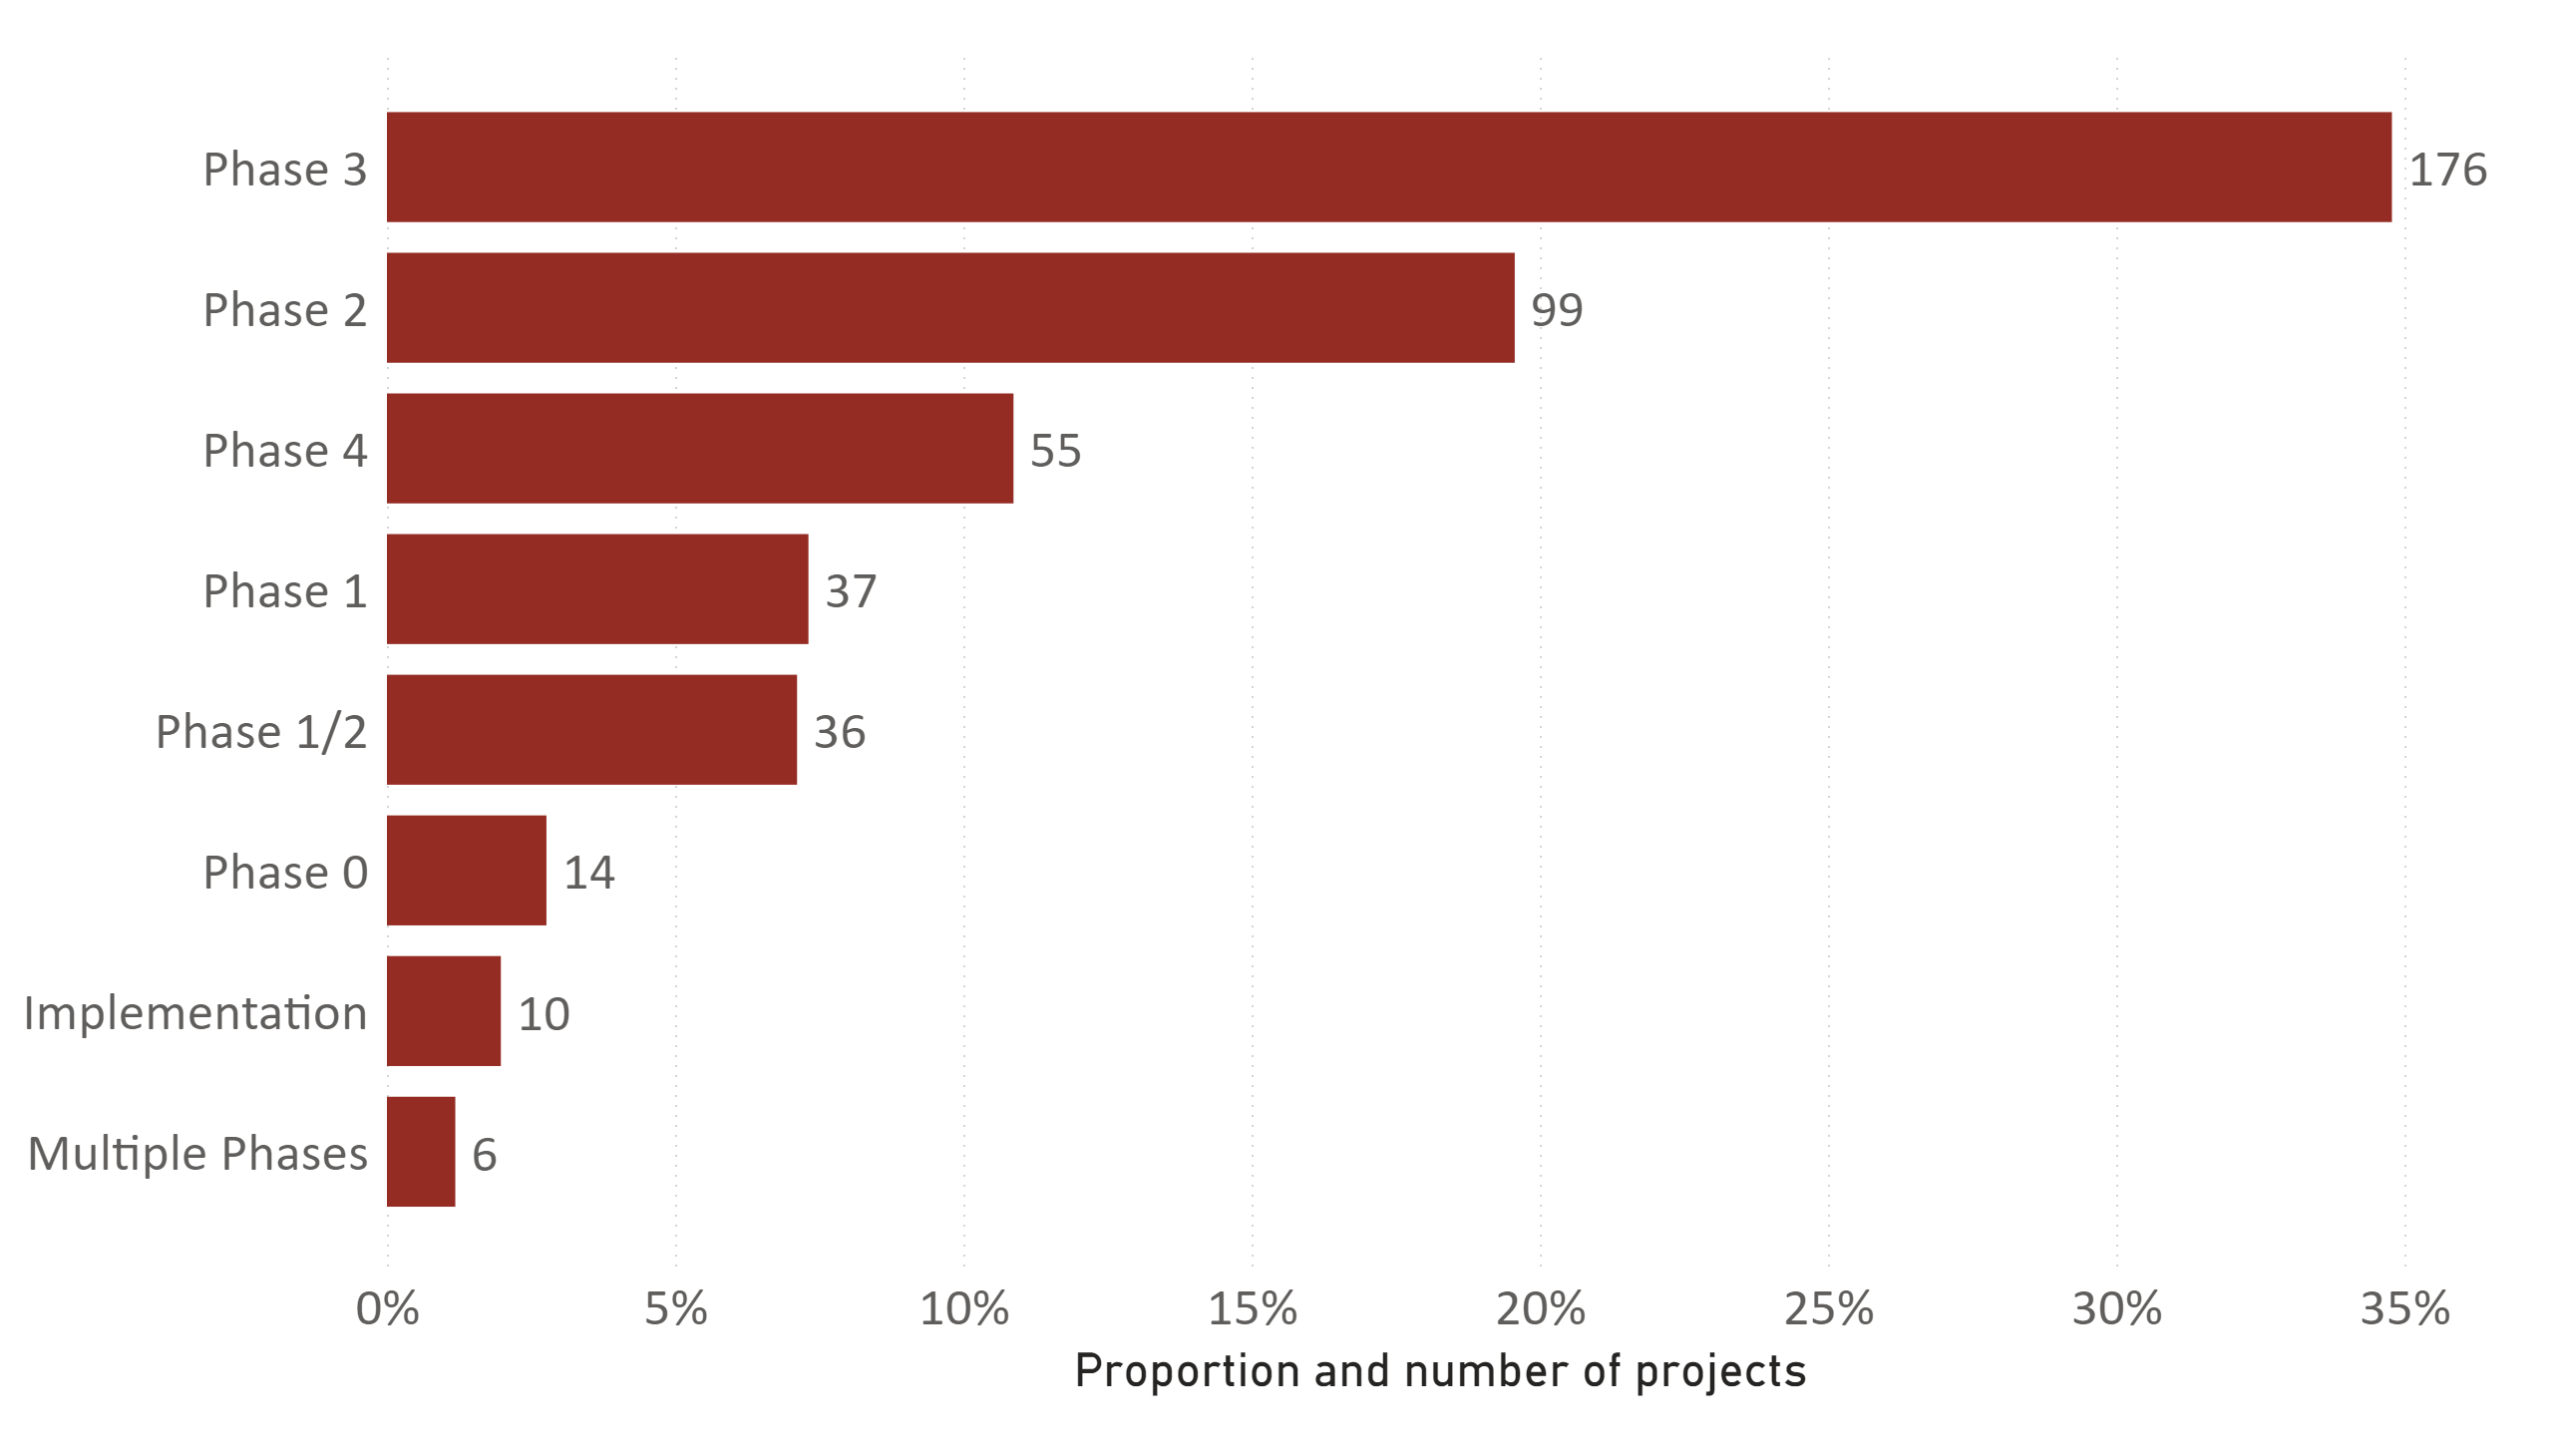 Phase 3 176
Phase 2 99
Phase 4 55
Phase 1 37
Phase 1/2 36
Phase 0 14
Implementation 10
Multiple Phases 6
0% 5% 10% 15% 20% 25% 30% 35%
Proportion and number of projects